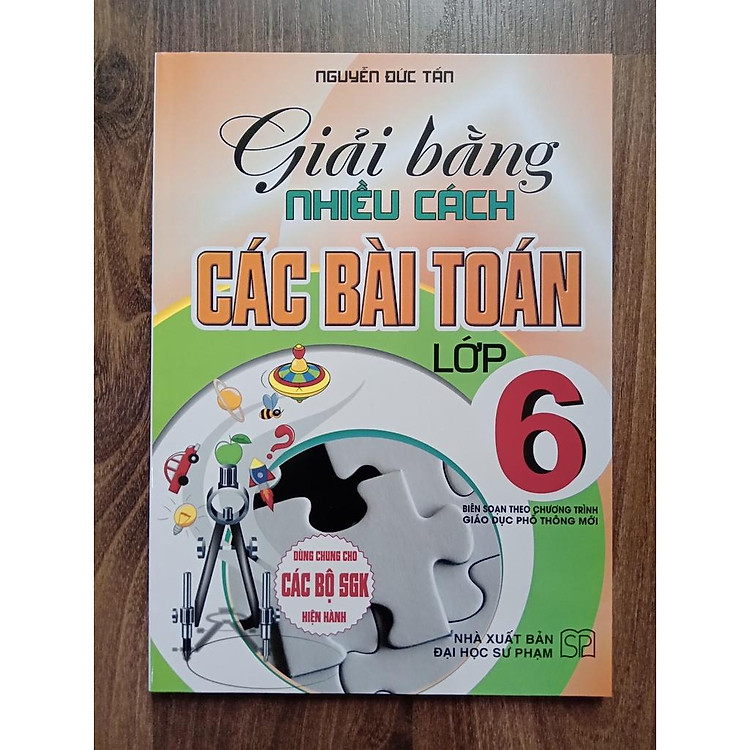 NGUYỄN ĐỨC TẤN
Giải bằng
NHIỀU CÁCH
CÁC BÀI TOÁN
LỚP
6
BIÊN SOẠN THEO CHƯƠNG TRÌNH
GIÁO DỤC PHỔ THÔNG MỚI
DÙNG CHUNG CHO
CÁC BỘ SGK
HIỆN HÀNH
NHÀ XUẤT BẢN
ĐẠI HỌC SƯ PHẠM
SP